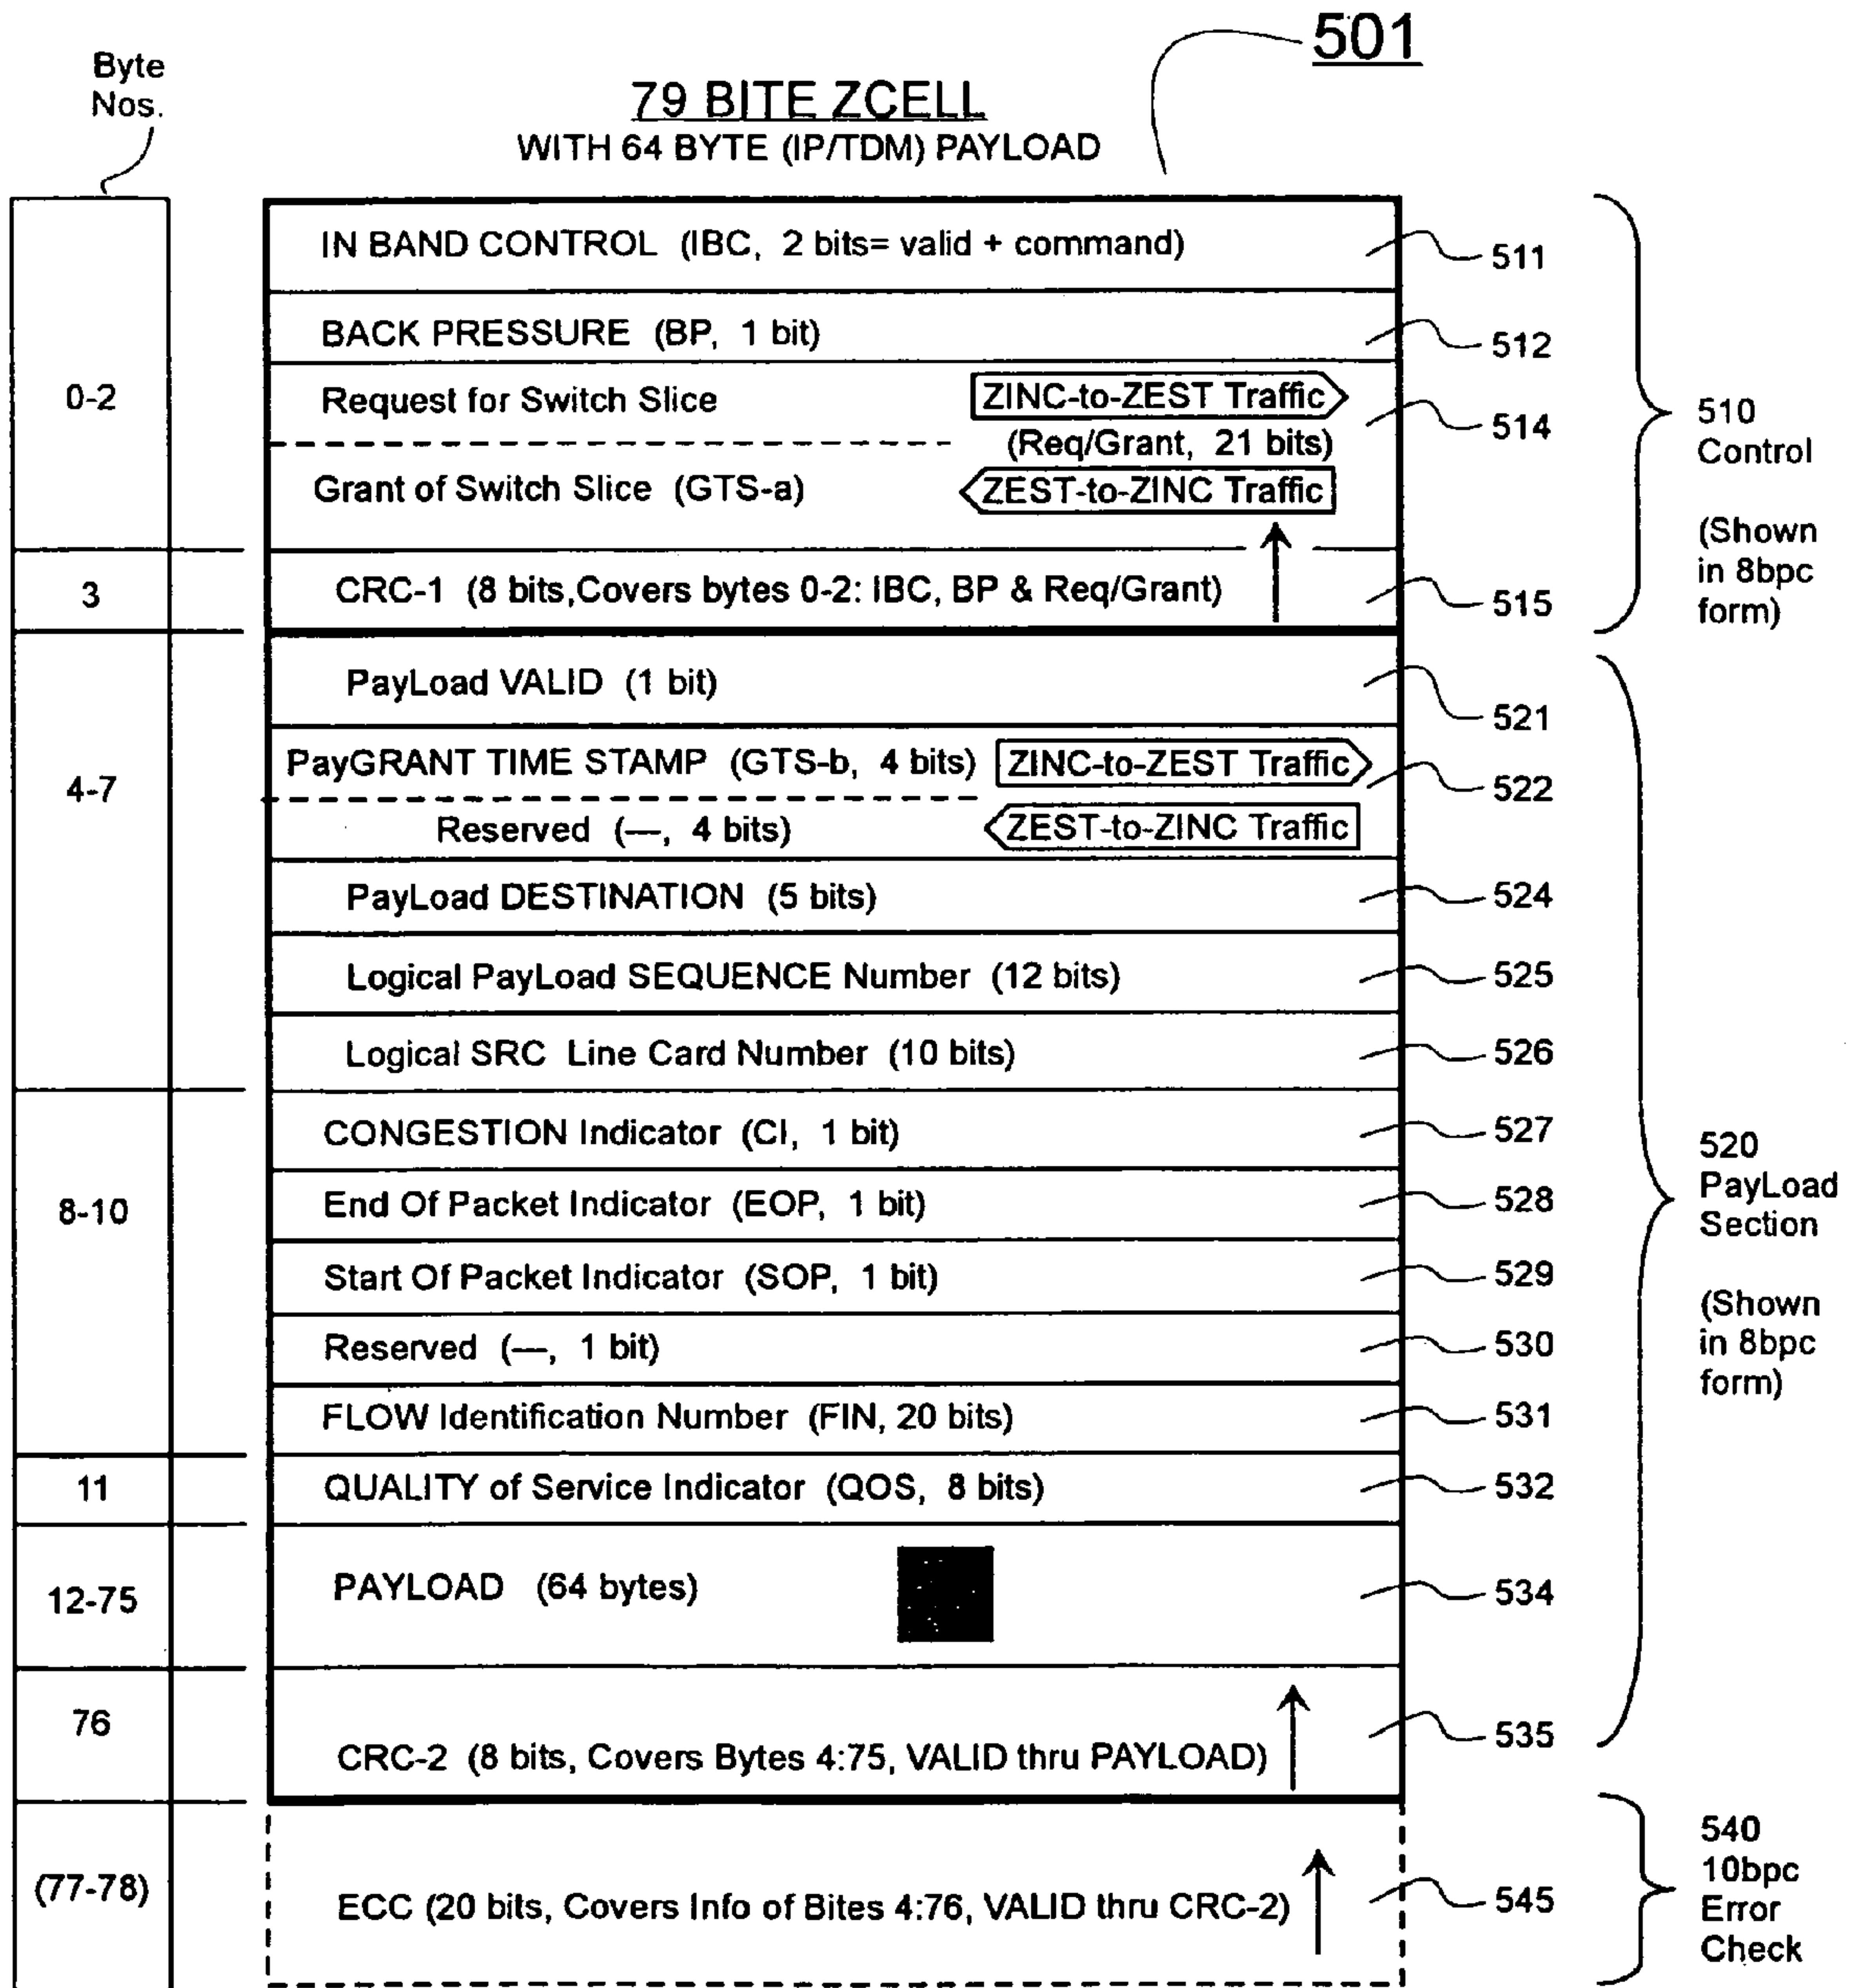 501
Byte
Nos.
79 BITE ZCELL
WITH 64 BYTE (IP/TDM) PAYLOAD
0-2
IN BAND CONTROL (IBC, 2 bits= valid + command)
511
BACK PRESSURE (BP, 1 bit)
512
Request for Switch Slice
ZINC-to-ZEST Traffic
(Req/Grant, 21 bits)
514
Grant of Switch Slice (GTS-a)
ZEST-to-ZINC Traffic
510
Control
(Shown
in 8bpc
form)
3
CRC-1 (8 bits,Covers bytes 0-2: IBC, BP & Req/Grant)
515
4-7
PayLoad VALID (1 bit)
521
PayGRANT TIME STAMP (GTS-b, 4 bits)
ZINC-to-ZEST Traffic
522
Reserved (—, 4 bits)
ZEST-to-ZINC Traffic
PayLoad DESTINATION (5 bits)
524
Logical PayLoad SEQUENCE Number (12 bits)
525
Logical SRC Line Card Number (10 bits)
526
8-10
CONGESTION Indicator (CI, 1 bit)
527
End Of Packet Indicator (EOP, 1 bit)
528
Start Of Packet Indicator (SOP, 1 bit)
529
Reserved (—, 1 bit)
530
FLOW Identification Number (FIN, 20 bits)
531
520
PayLoad
Section
(Shown
in 8bpc
form)
11
QUALITY of Service Indicator (QOS, 8 bits)
532
12-75
PAYLOAD (64 bytes)
534
76
CRC-2 (8 bits, Covers Bytes 4:75, VALID thru PAYLOAD)
535
(77-78)
ECC (20 bits, Covers Info of Bites 4:76, VALID thru CRC-2)
545
540
10bpc
Error
Check